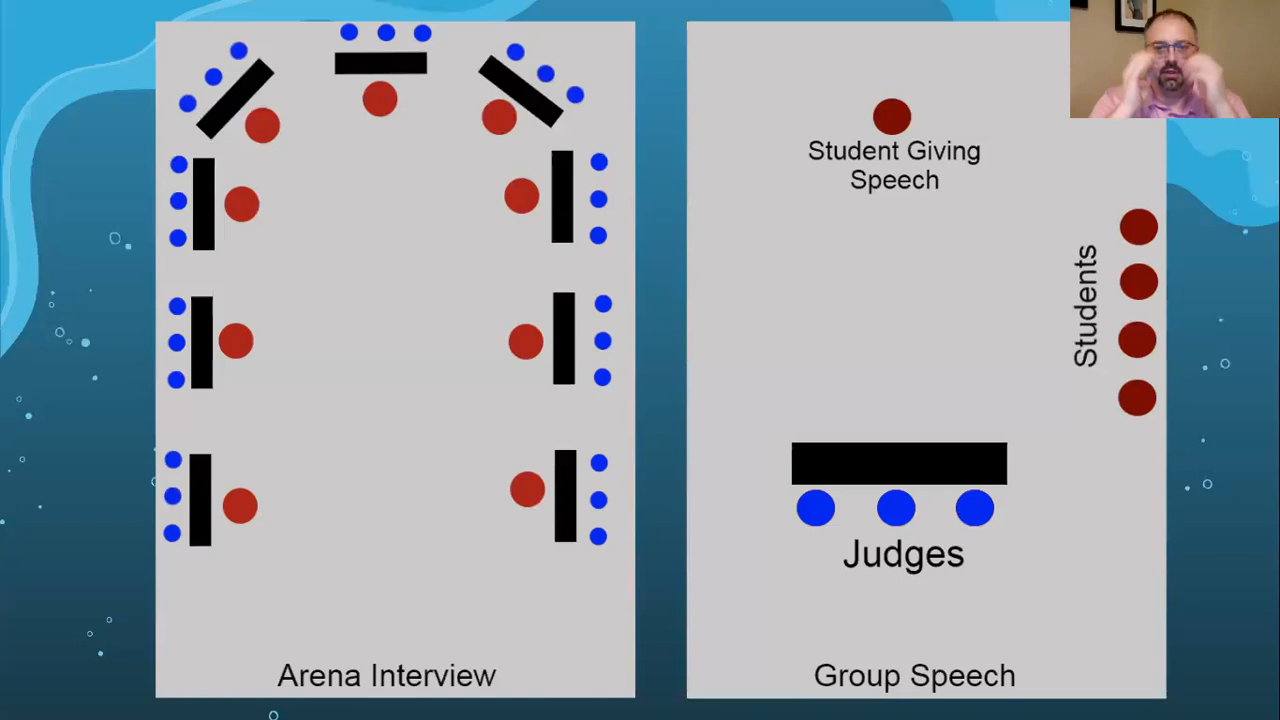 Student Giving
Speech
Students
Judges
Arena Interview
Group Speech